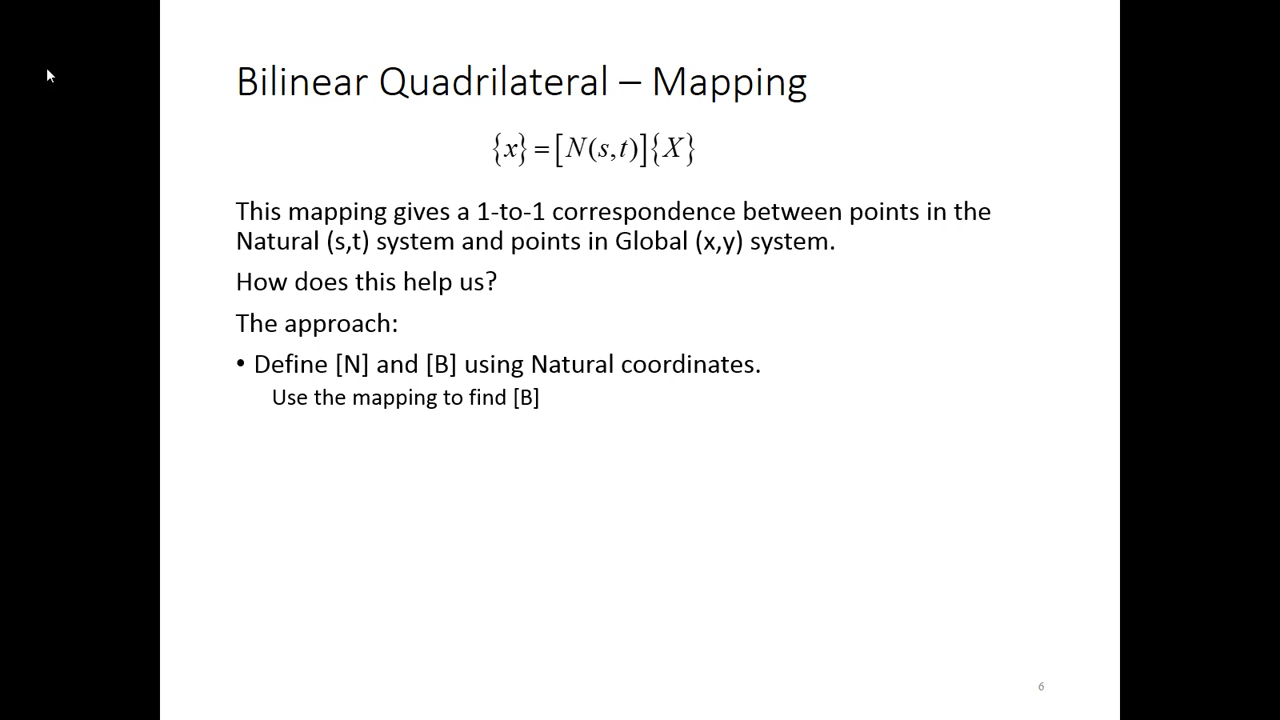 Bilinear Quadrilateral – Mapping
{x} = [N(s,t)]{X}
This mapping gives a 1-to-1 correspondence between points in the
Natural (s,t) system and points in Global (x,y) system.
How does this help us?
The approach:
• Define [N] and [B] using Natural coordinates.
Use the mapping to find [B]
6